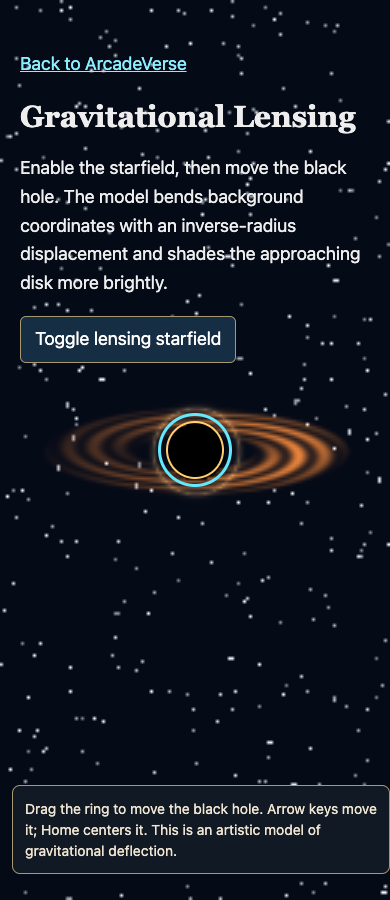 Back to ArcadeVerse
Gravitational Lensing
Enable the starfield, then move the black
hole. The model bends background
coordinates with an inverse-radius
displacement and shades the approaching
disk more brightly.
Toggle lensing starfield
Drag the ring to move the black hole. Arrow keys move
it; Home centers it. This is an artistic model of
gravitational deflection.